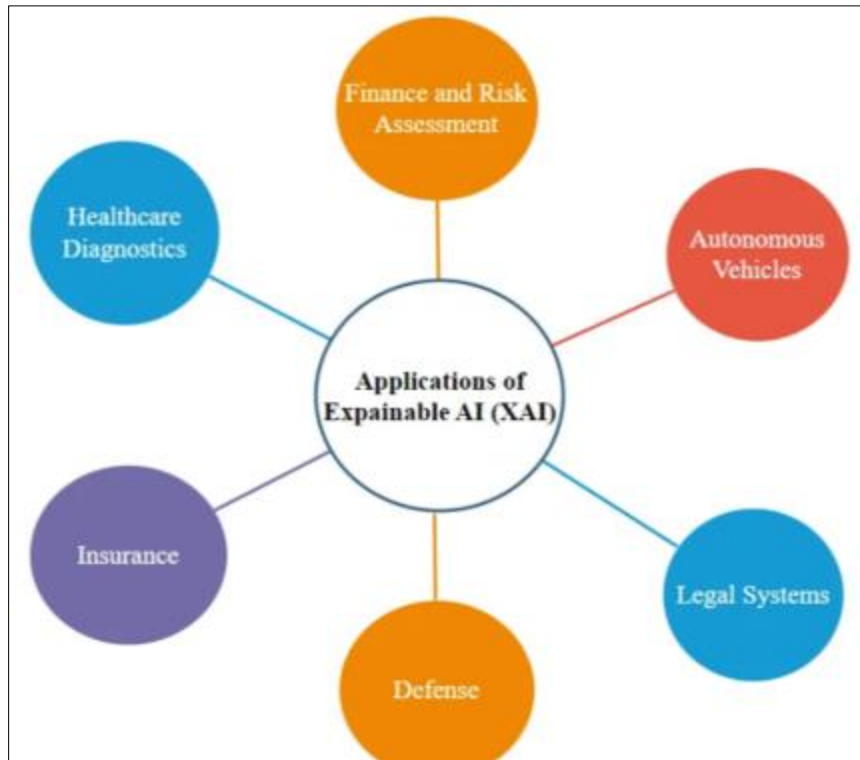 Finance and Risk
Assessment
Healthcare
Diagnostics
Autonomous
Vehicles
Applications of
Expainable AI (XAI)
Insurance
Legal Systems
Defense